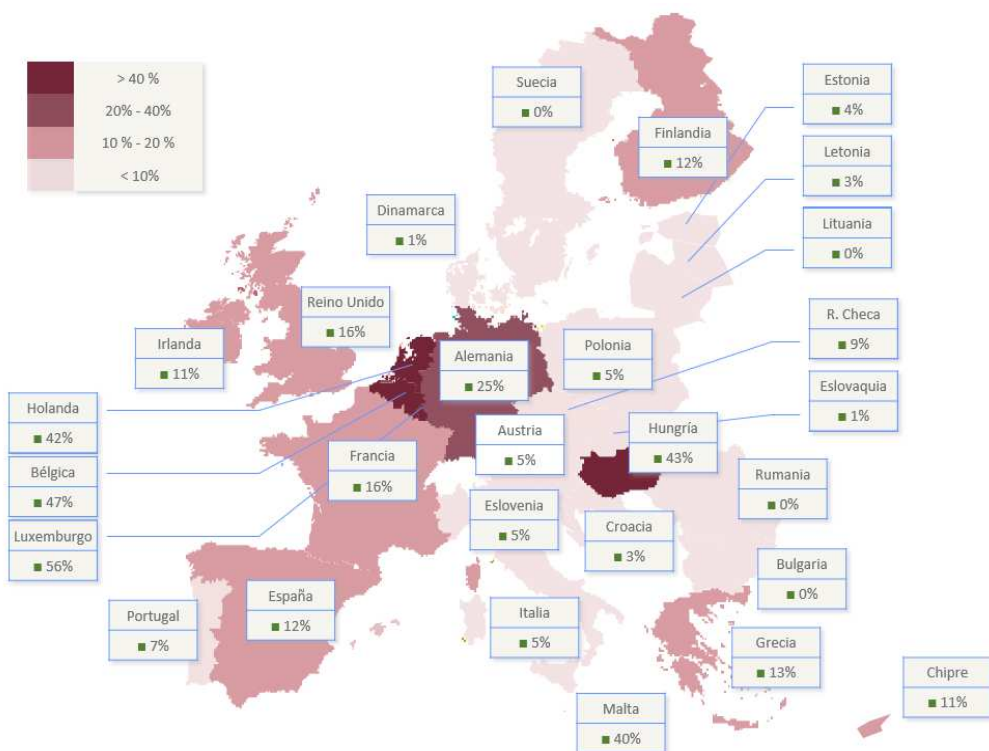 > 40 %
20% - 40%
10 % - 20 %
< 10%
Suecia
0%
Finlandia
12%
Estonia
4%
Letonia
3%
Lituania
0%
Dinamarca
1%
Reino Unido
16%
Irlanda
11%
Alemania
25%
Polonia
5%
R. Checa
9%
Eslovaquia
1%
Holanda
42%
Bélgica
47%
Luxemburgo
56%
Francia
16%
Austria
5%
Hungría
43%
Rumania
0%
Eslovenia
5%
Croacia
3%
Bulgaria
0%
Portugal
7%
España
12%
Italia
5%
Grecia
13%
Chipre
11%
Malta
40%